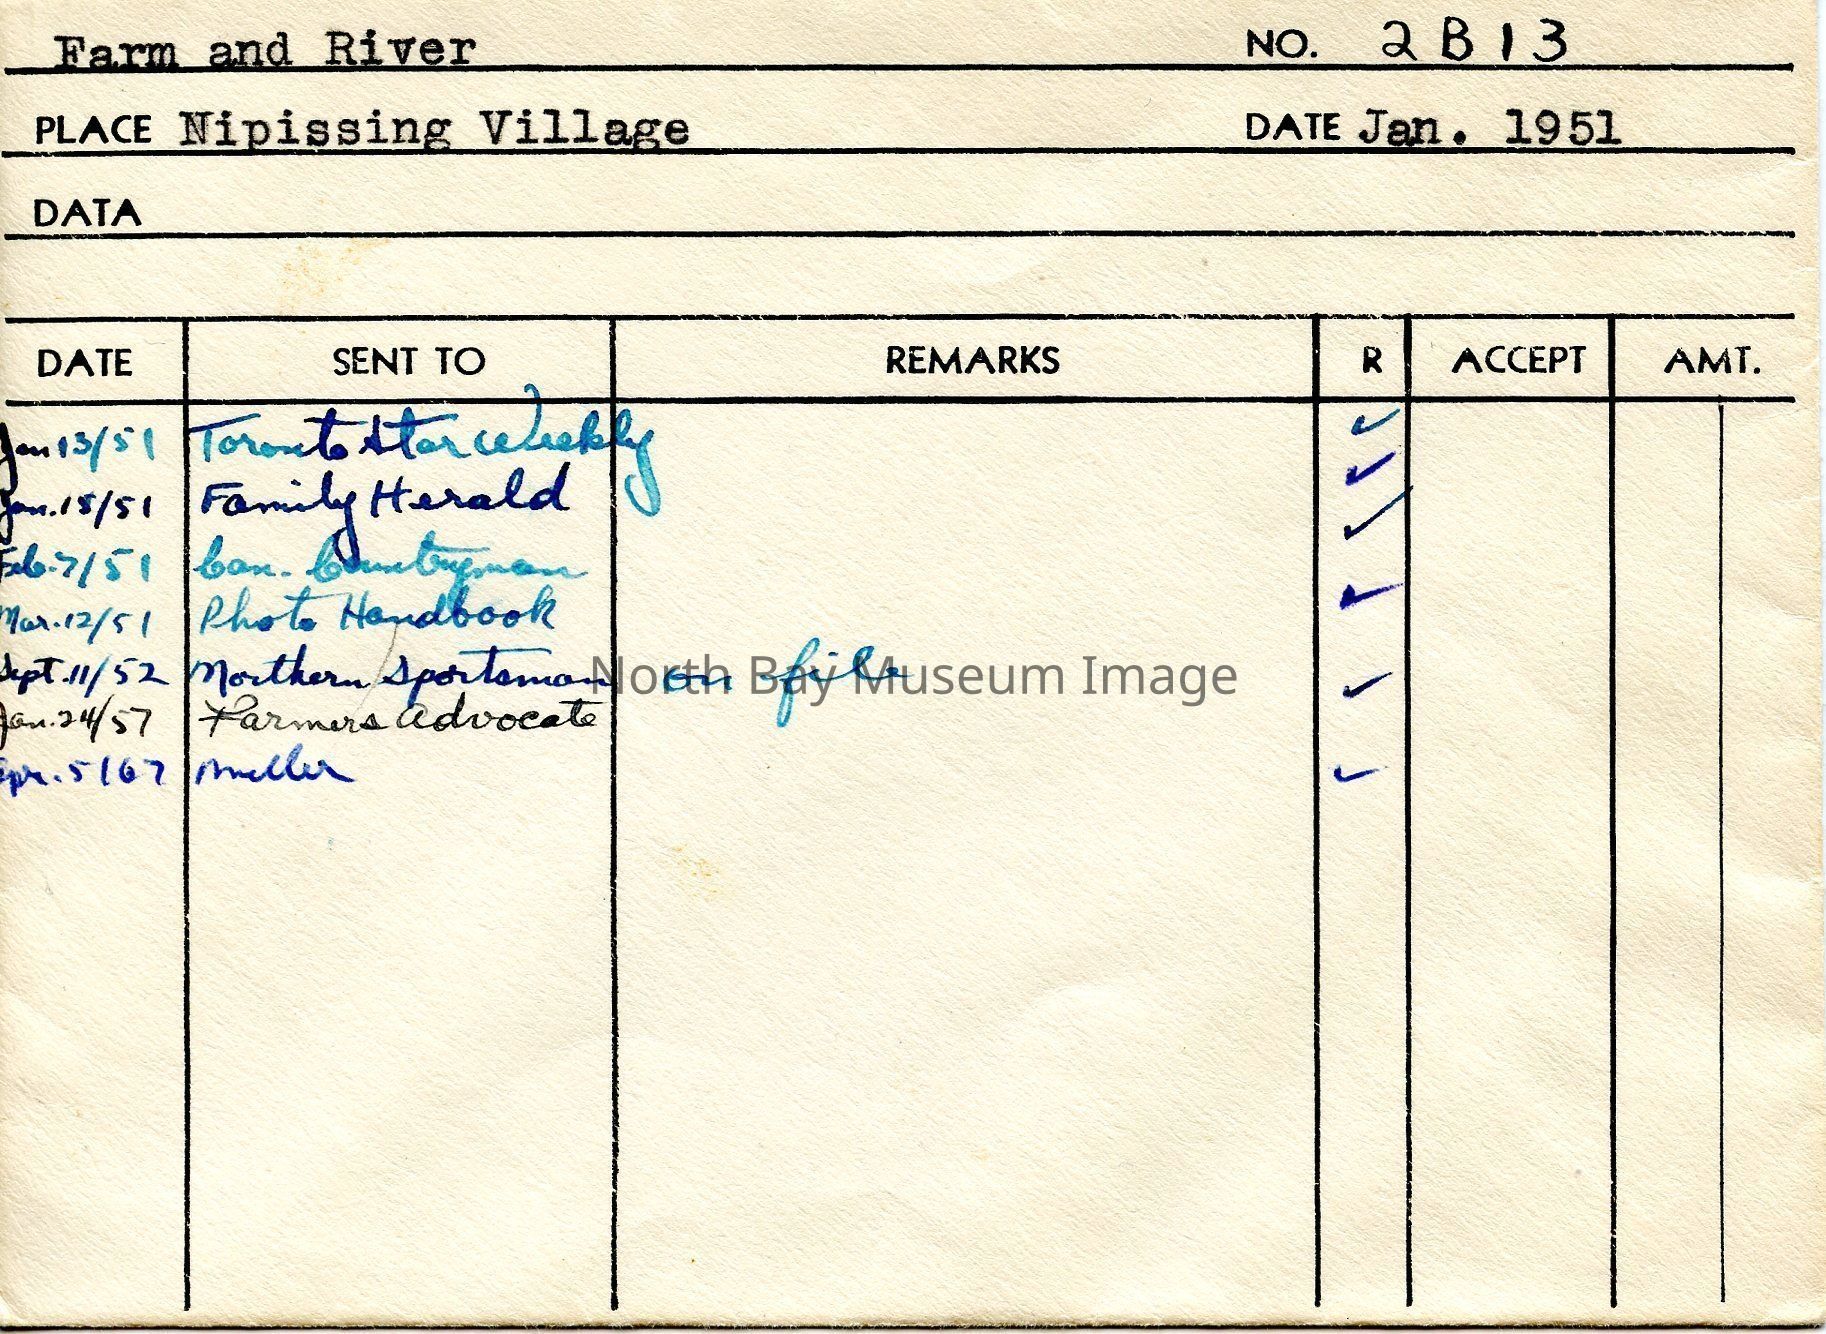 Farm and River NO. 2B13
PLACE Nipissing Village DATE Jan. 1951
DATA
DATE SENT TO REMARKS R ACCEPT AMT.
Jan 13/51 Toronto Star Weekly ✓
Jan. 15/51 Family Herald ✓
Feb. 7/51 Can. Countryman ✓
Mar. 12/51 Photo Handbook ✓
Sept. 11/52 Northern Sportsman on file ✓
North Bay Museum Image
Jan. 24/57 Farmers Advocate
Apr. 5/67 Miller ✓